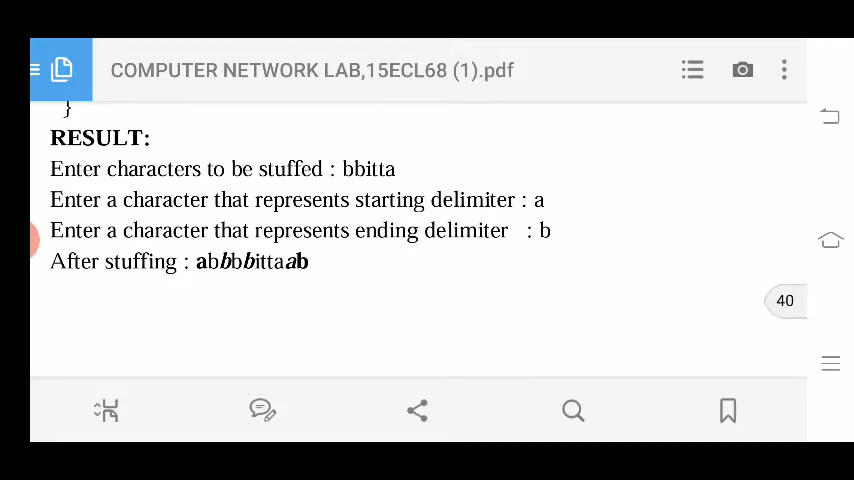 COMPUTER NETWORK LAB,15ECL68 (1).pdf
}
RESULT:
Enter characters to be stuffed : bbitta
Enter a character that represents starting delimiter : a
Enter a character that represents ending delimiter : b
After stuffing : abbbbittaab
40